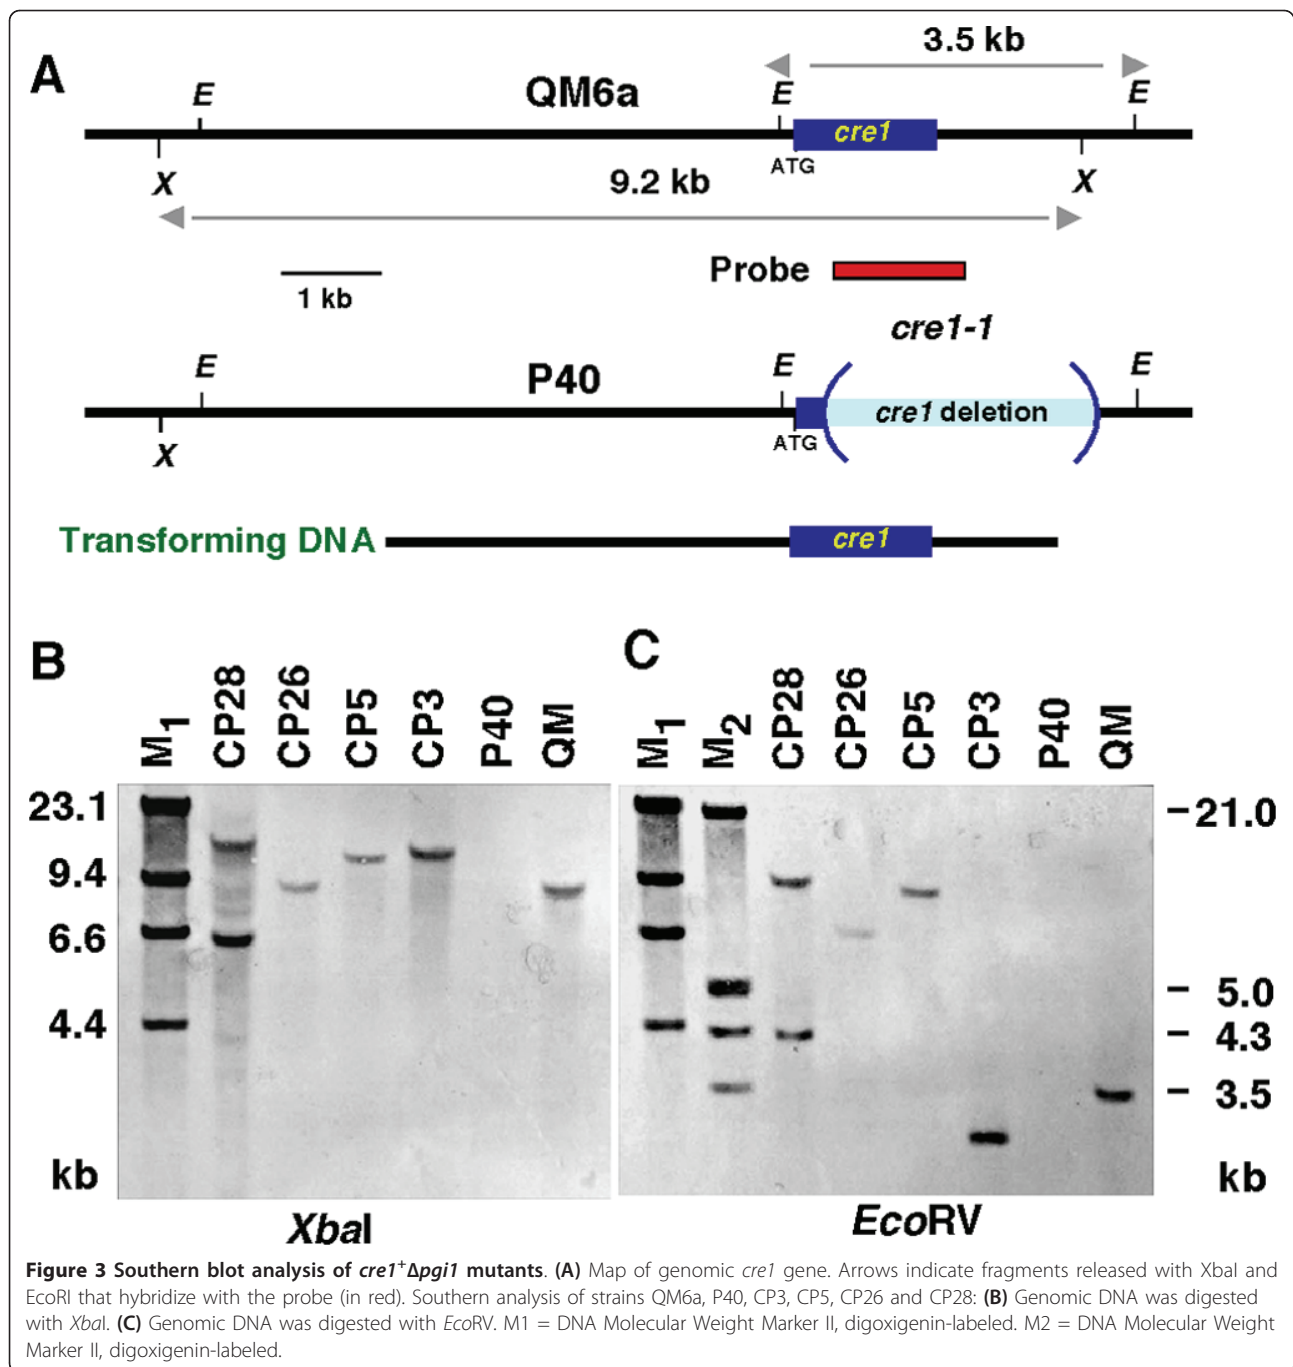 A
3.5 kb
E
QM6a
E
E
cre1
ATG
X
9.2 kb
X
Probe
1 kb
cre1-1
E
P40
E
E
cre1 deletion
ATG
X
Transforming DNA
cre1
B
M1
CP28
CP26
CP5
CP3
P40
QM
C
M1
M2
CP28
CP26
CP5
CP3
P40
QM
23.1
9.4
6.6
4.4
kb
21.0
5.0
4.3
3.5
kb
XbaI
EcoRV
Figure 3 Southern blot analysis of cre1+Δpgi1 mutants. (A) Map of genomic cre1 gene. Arrows indicate fragments released with XbaI and
EcoRI that hybridize with the probe (in red). Southern analysis of strains QM6a, P40, CP3, CP5, CP26 and CP28: (B) Genomic DNA was digested
with XbaI. (C) Genomic DNA was digested with EcoRV. M1 = DNA Molecular Weight Marker II, digoxigenin-labeled. M2 = DNA Molecular Weight
Marker II, digoxigenin-labeled.